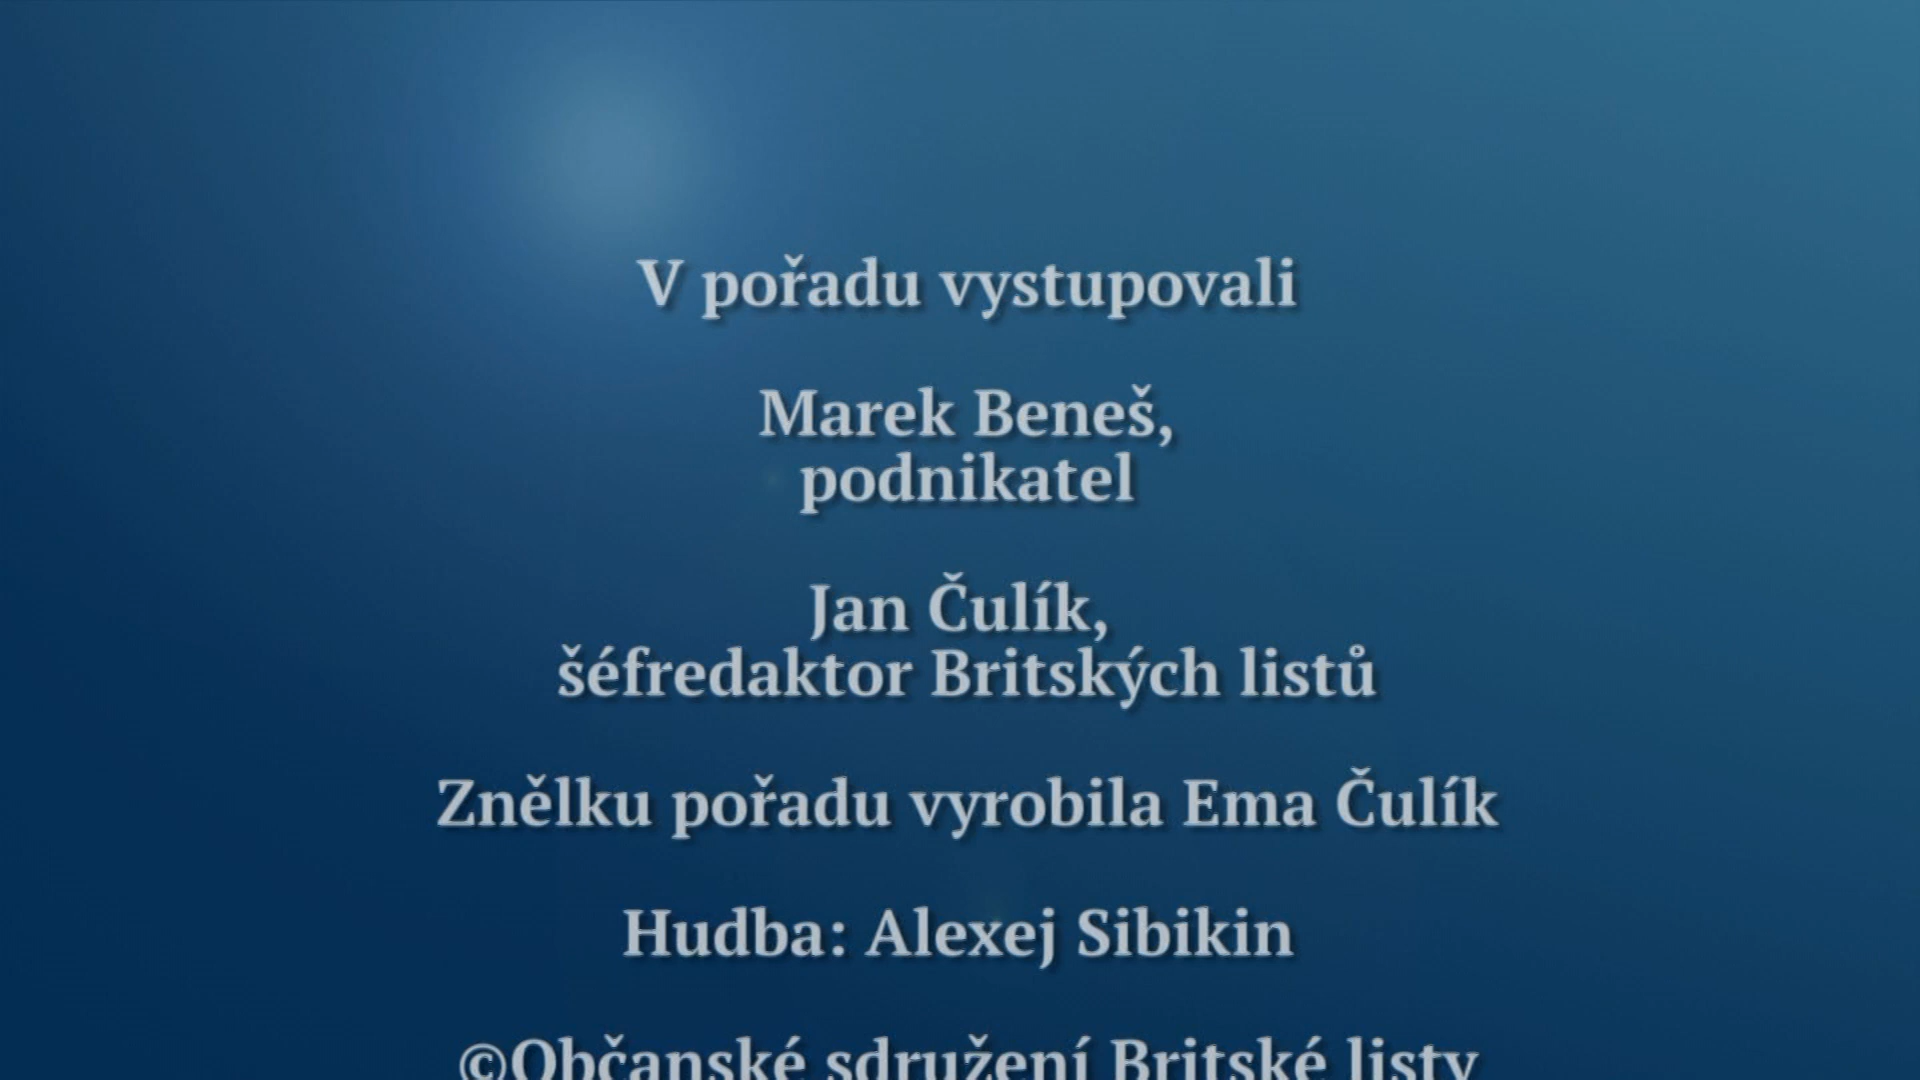 V pořadu vystupovali
Marek Beneš,
podnikatel
Jan Čulík,
šéfredaktor Britských listů
Znělku pořadu vyrobila Ema Čulík
Hudba: Alexej Sibikin
©Občanské sdružení Britské listy